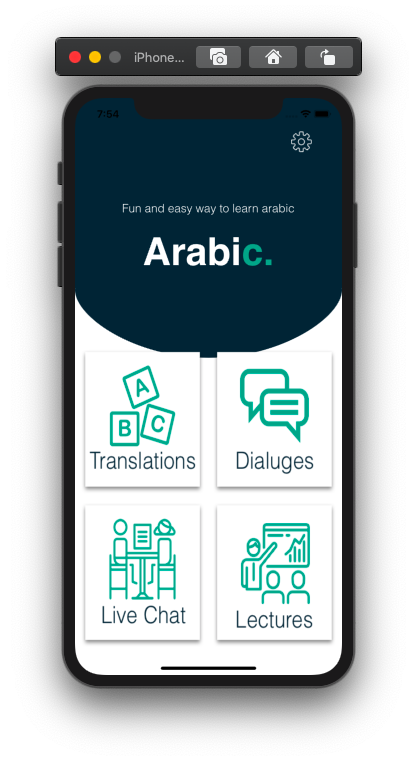 iPhone...
7:54
Fun and easy way to learn arabic
Arabic.
A
B C
Translations
Dialuges
Live Chat
Lectures